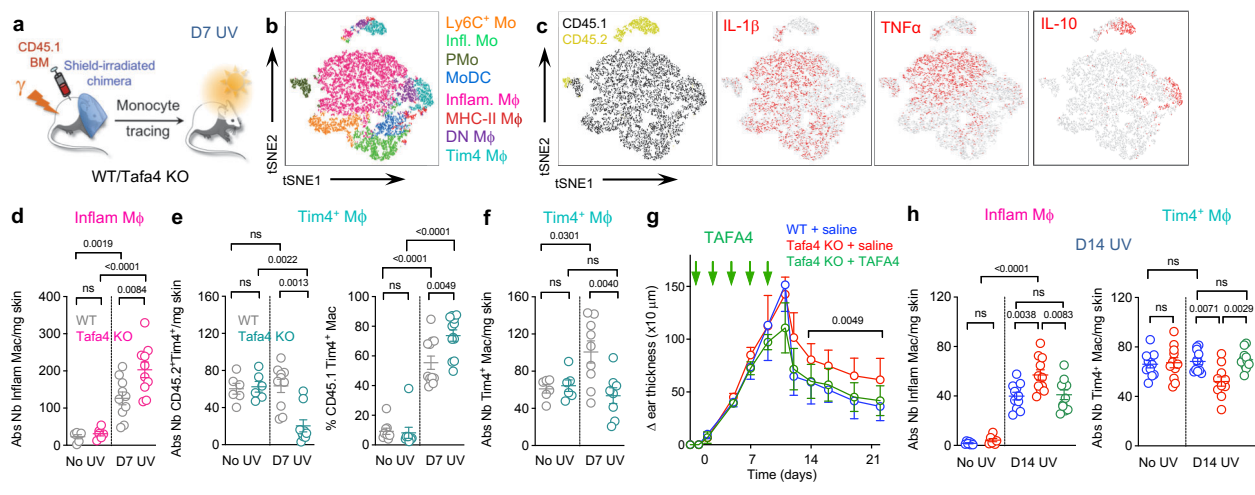 a
D7 UV
CD45.1
BM
Shield-irradiated
chimera
γ
Monocyte
tracing
WT/Tafa4 KO
b
tSNE2
tSNE1
Ly6C⁺ Mo
Infl. Mo
PMo
MoDC
Inflam. Mϕ
MHC-II Mϕ
DN Mϕ
Tim4 Mϕ
c
CD45.1
CD45.2
tSNE2
tSNE1
IL-1β
TNFα
IL-10
d
Inflam Mϕ
0.0019
<0.0001
0.0084
WT
Tafa4 KO
Abs Nb Inflam Mac/mg skin
400
300
200
100
0
No UV
D7 UV
e
Tim4⁺ Mϕ
ns
0.0022
0.0013
Abs Nb CD45.2⁺Tim4⁺/mg skin
160
120
80
40
0
WT
Tafa4 KO
No UV
D7 UV
<0.0001
<0.0001
ns
0.0049
% CD45.1 Tim4⁺ Mac
120
80
40
0
No UV
D7 UV
f
Tim4⁺ Mϕ
0.0301
ns
ns
0.0040
Abs Nb Tim4⁺ Mac/mg skin
160
120
80
40
0
No UV
D7 UV
g
TAFA4
WT + saline
Tafa4 KO + saline
Tafa4 KO + TAFA4
0.0049
Δ ear thickness (x10 μm)
150
100
50
0
0
7
14
21
Time (days)
h
Inflam Mϕ
Tim4⁺ Mϕ
D14 UV
<0.0001
ns
ns
0.0038
0.0083
Abs Nb Inflam Mac/mg skin
120
80
40
0
No UV
D14 UV
ns
ns
ns
0.0071
0.0029
Abs Nb Tim4⁺ Mac/mg skin
120
80
40
0
No UV
D14 UV